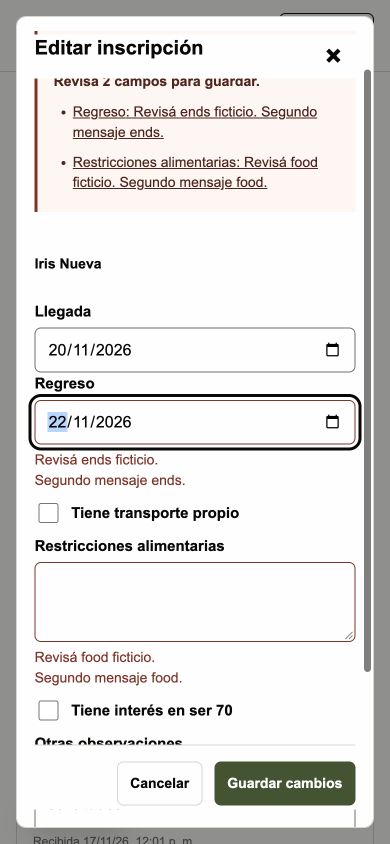 Editar inscripción
✖
Revisa 2 campos para guardar.
• Regreso: Revisá ends ficticio. Segundo
mensaje ends.
• Restricciones alimentarias: Revisá food
ficticio. Segundo mensaje food.
Iris Nueva
Llegada
20/11/2026
Regreso
22/11/2026
Revisá ends ficticio.
Segundo mensaje ends.
Tiene transporte propio
Restricciones alimentarias
Revisá food ficticio.
Segundo mensaje food.
Tiene interés en ser 70
Otras observaciones
Cancelar
Guardar cambios
Recibida 17/11/26, 12:01 p. m.